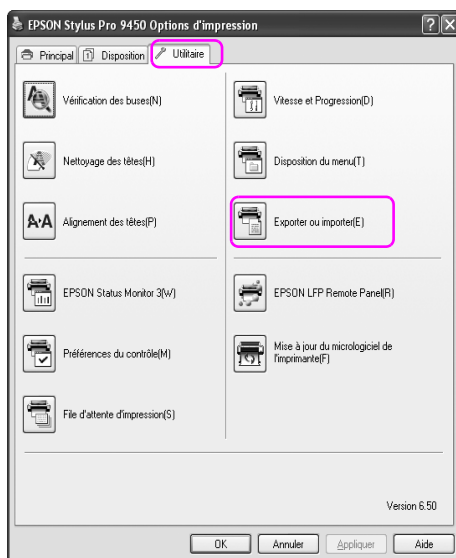 EPSON Stylus Pro 9450 Options d'impression
Principal Disposition Utilitaire
Vérification des buses(N)
Vitesse et Progression(D)
Nettoyage des têtes(H)
Disposition du menu(T)
Alignement des têtes(P)
Exporter ou importer(E)
EPSON Status Monitor 3(W)
EPSON LFP Remote Panel(R)
Préférences du contrôle(M)
Mise à jour du micrologiciel de
l'imprimante(F)
File d'attente d'impression(S)
Version 6.50
OK Annuler Appliquer Aide